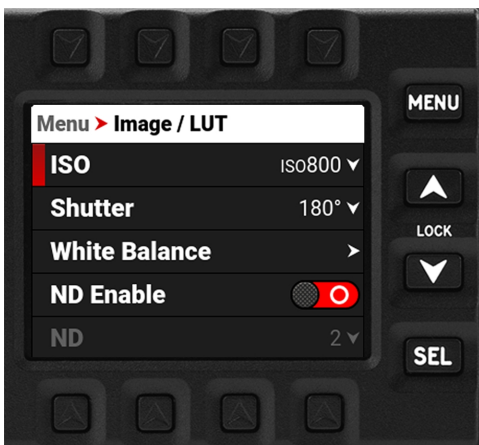 MENU
Menu > Image / LUT
ISO ISO800
Shutter 180°
LOCK
White Balance
ND Enable
ND 2
SEL